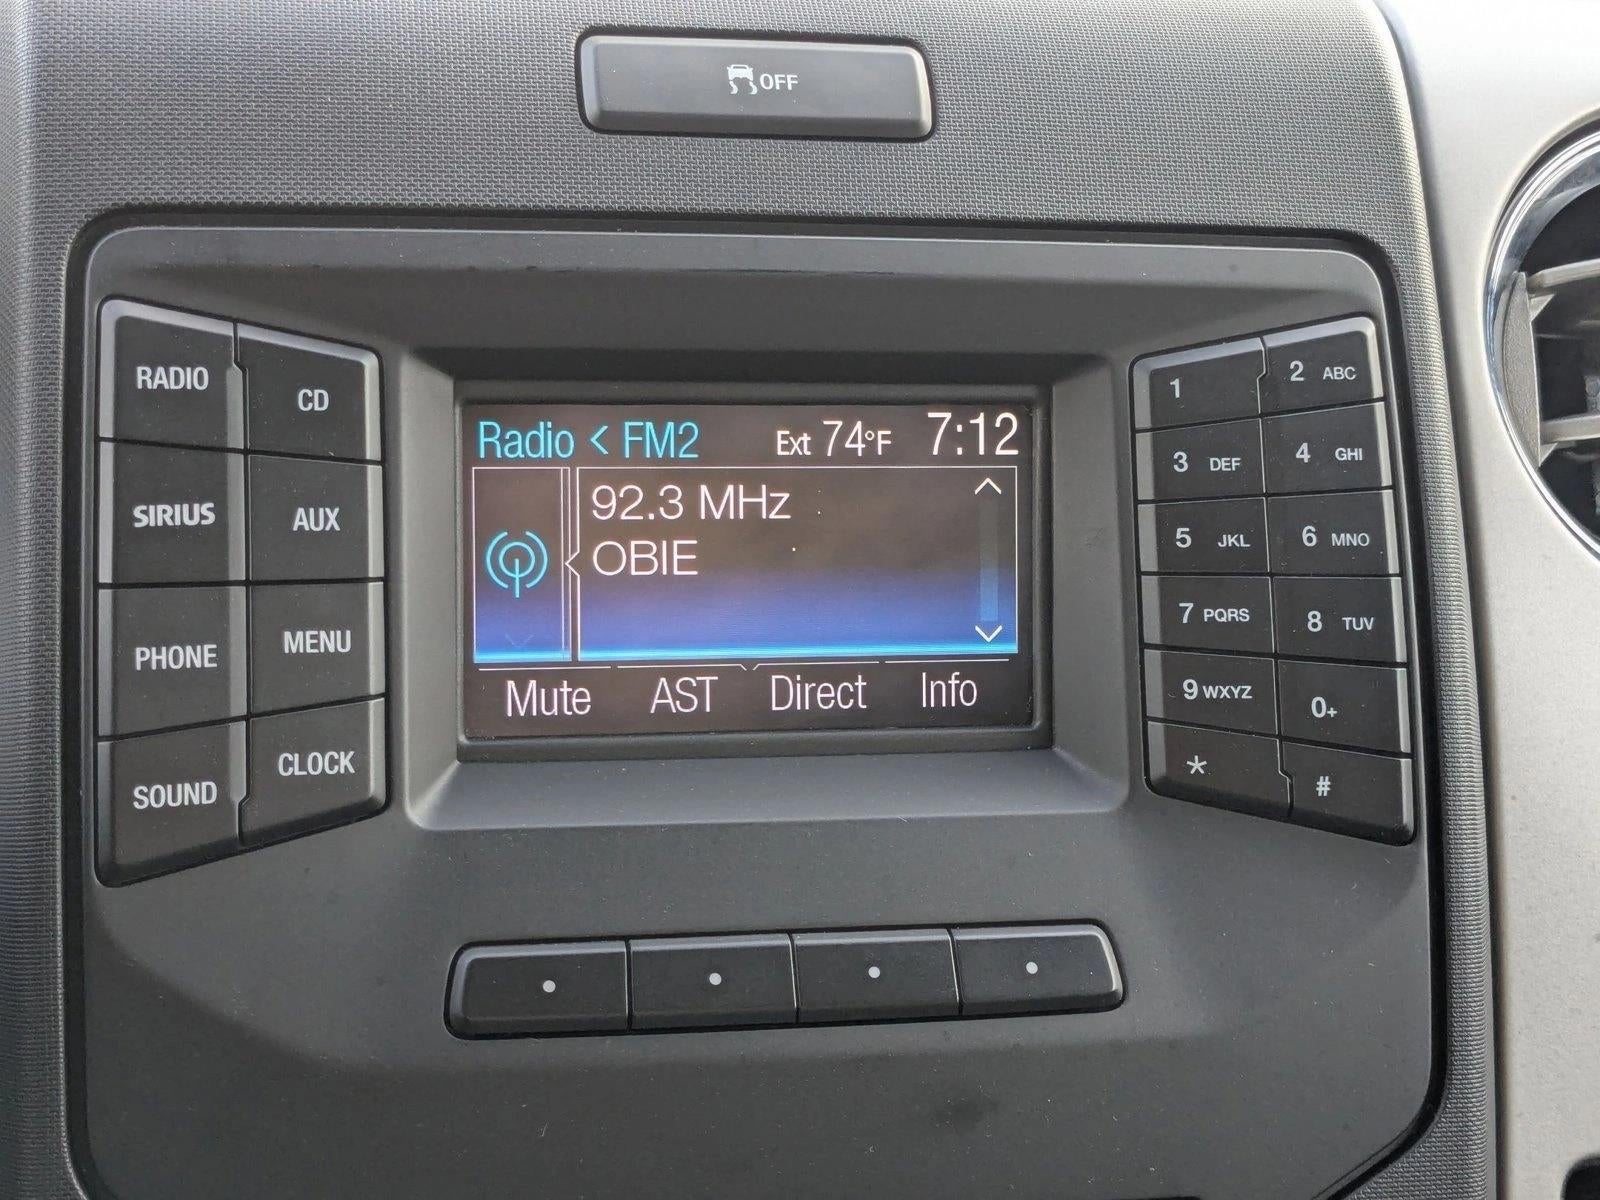 OFF
RADIO
CD
SIRIUS
AUX
PHONE
MENU
SOUND
CLOCK
Radio < FM2 Ext 74°F 7:12
92.3 MHz
OBIE
Mute AST Direct Info
1
2 ABC
3 DEF
4 GHI
5 JKL
6 MNO
7 PQRS
8 TUV
9 WXYZ
0+
*
#